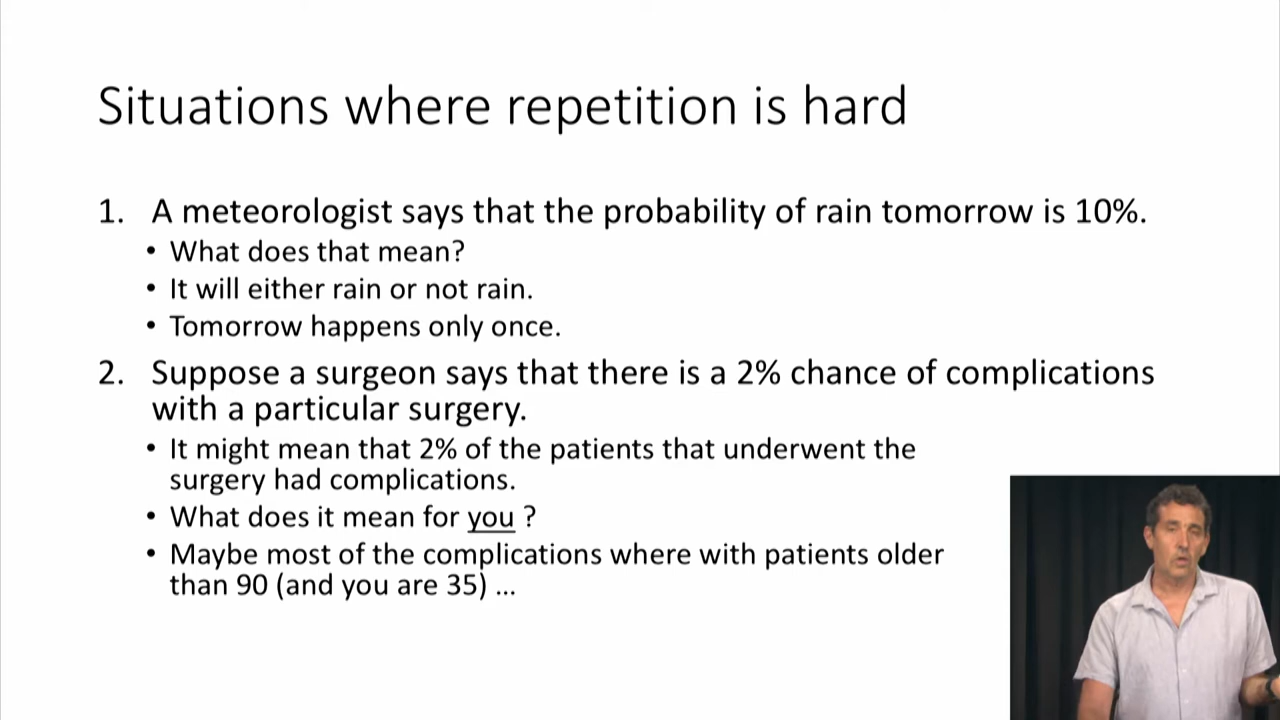 Situations where repetition is hard
1. A meteorologist says that the probability of rain tomorrow is 10%.
• What does that mean?
• It will either rain or not rain.
• Tomorrow happens only once.
2. Suppose a surgeon says that there is a 2% chance of complications
with a particular surgery.
• It might mean that 2% of the patients that underwent the
surgery had complications.
• What does it mean for you ?
• Maybe most of the complications where with patients older
than 90 (and you are 35) ...